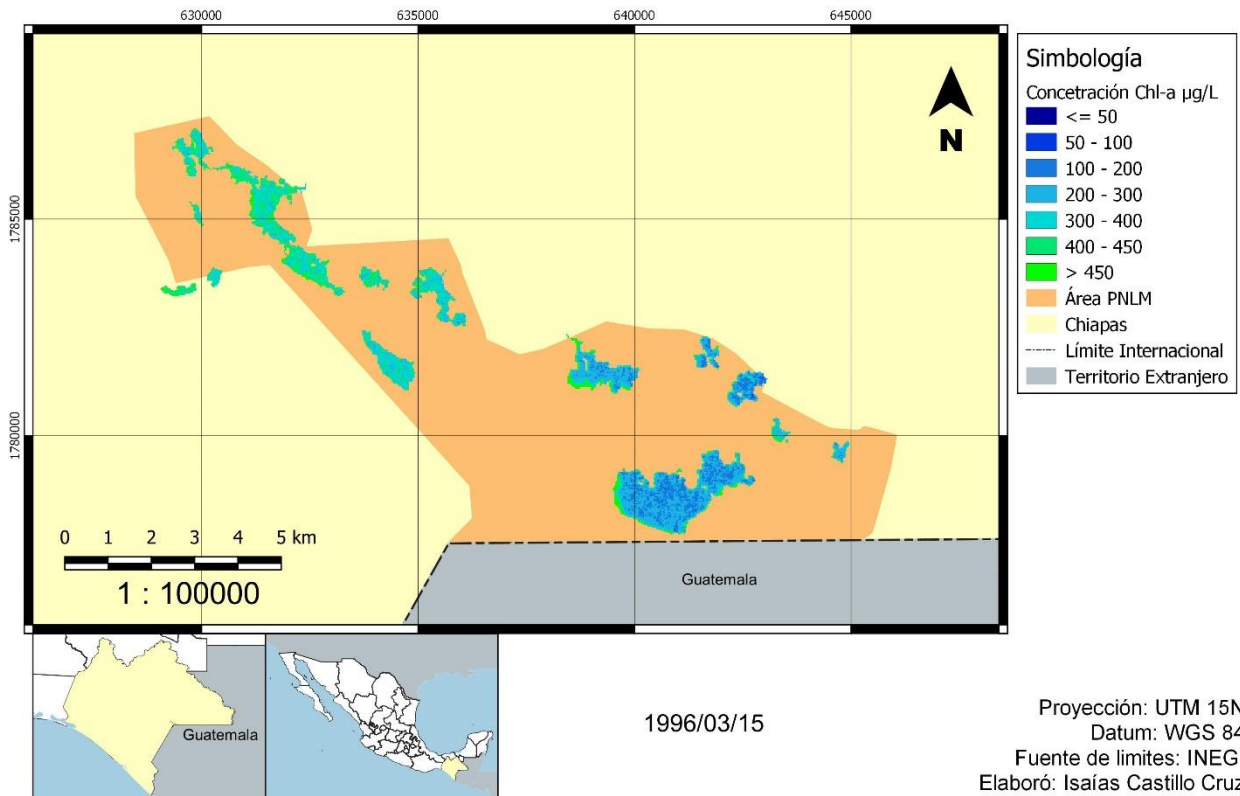 630000 635000 640000 645000
1785000
1780000
N
Simbología
Concetración Chl-a µg/L
<= 50
50 - 100
100 - 200
200 - 300
300 - 400
400 - 450
> 450
Área PNLM
Chiapas
Límite Internacional
Territorio Extranjero
0 1 2 3 4 5 km
1 : 100000
Guatemala
Guatemala
1996/03/15
Proyección: UTM 15N
Datum: WGS 84
Fuente de limites: INEG
Elaboró: Isaías Castillo Cruz